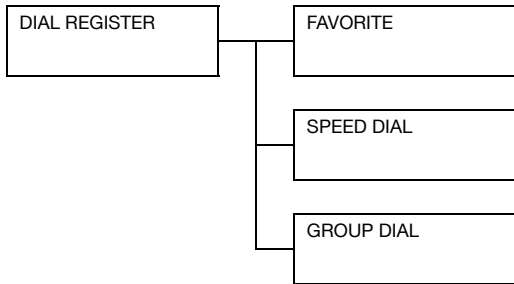 DIAL REGISTER
FAVORITE
SPEED DIAL
GROUP DIAL